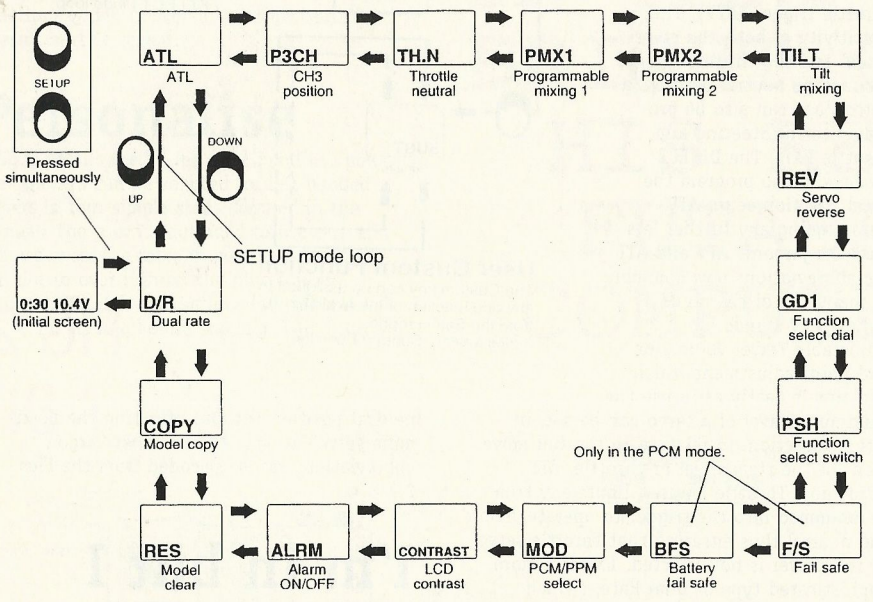 SETUP
Pressed
simultaneously
ATL
ATL
P3CH
CH3
position
TH.N
Throttle
neutral
PMX1
Programmable
mixing 1
PMX2
Programmable
mixing 2
TILT
Tilt
mixing
UP
DOWN
SETUP mode loop
REV
Servo
reverse
0:30 10.4V
(Initial screen)
D/R
Dual rate
GD1
Function
select dial
COPY
Model copy
PSH
Function
select switch
Only in the PCM mode.
RES
Model
clear
ALRM
Alarm
ON/OFF
CONTRAST
LCD
contrast
MOD
PCM/PPM
select
BFS
Battery
fail safe
F/S
Fail safe